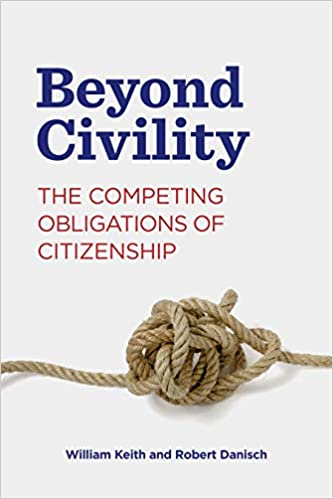 Beyond
Civility
THE COMPETING
OBLIGATIONS OF
CITIZENSHIP
William Keith and Robert Danisch